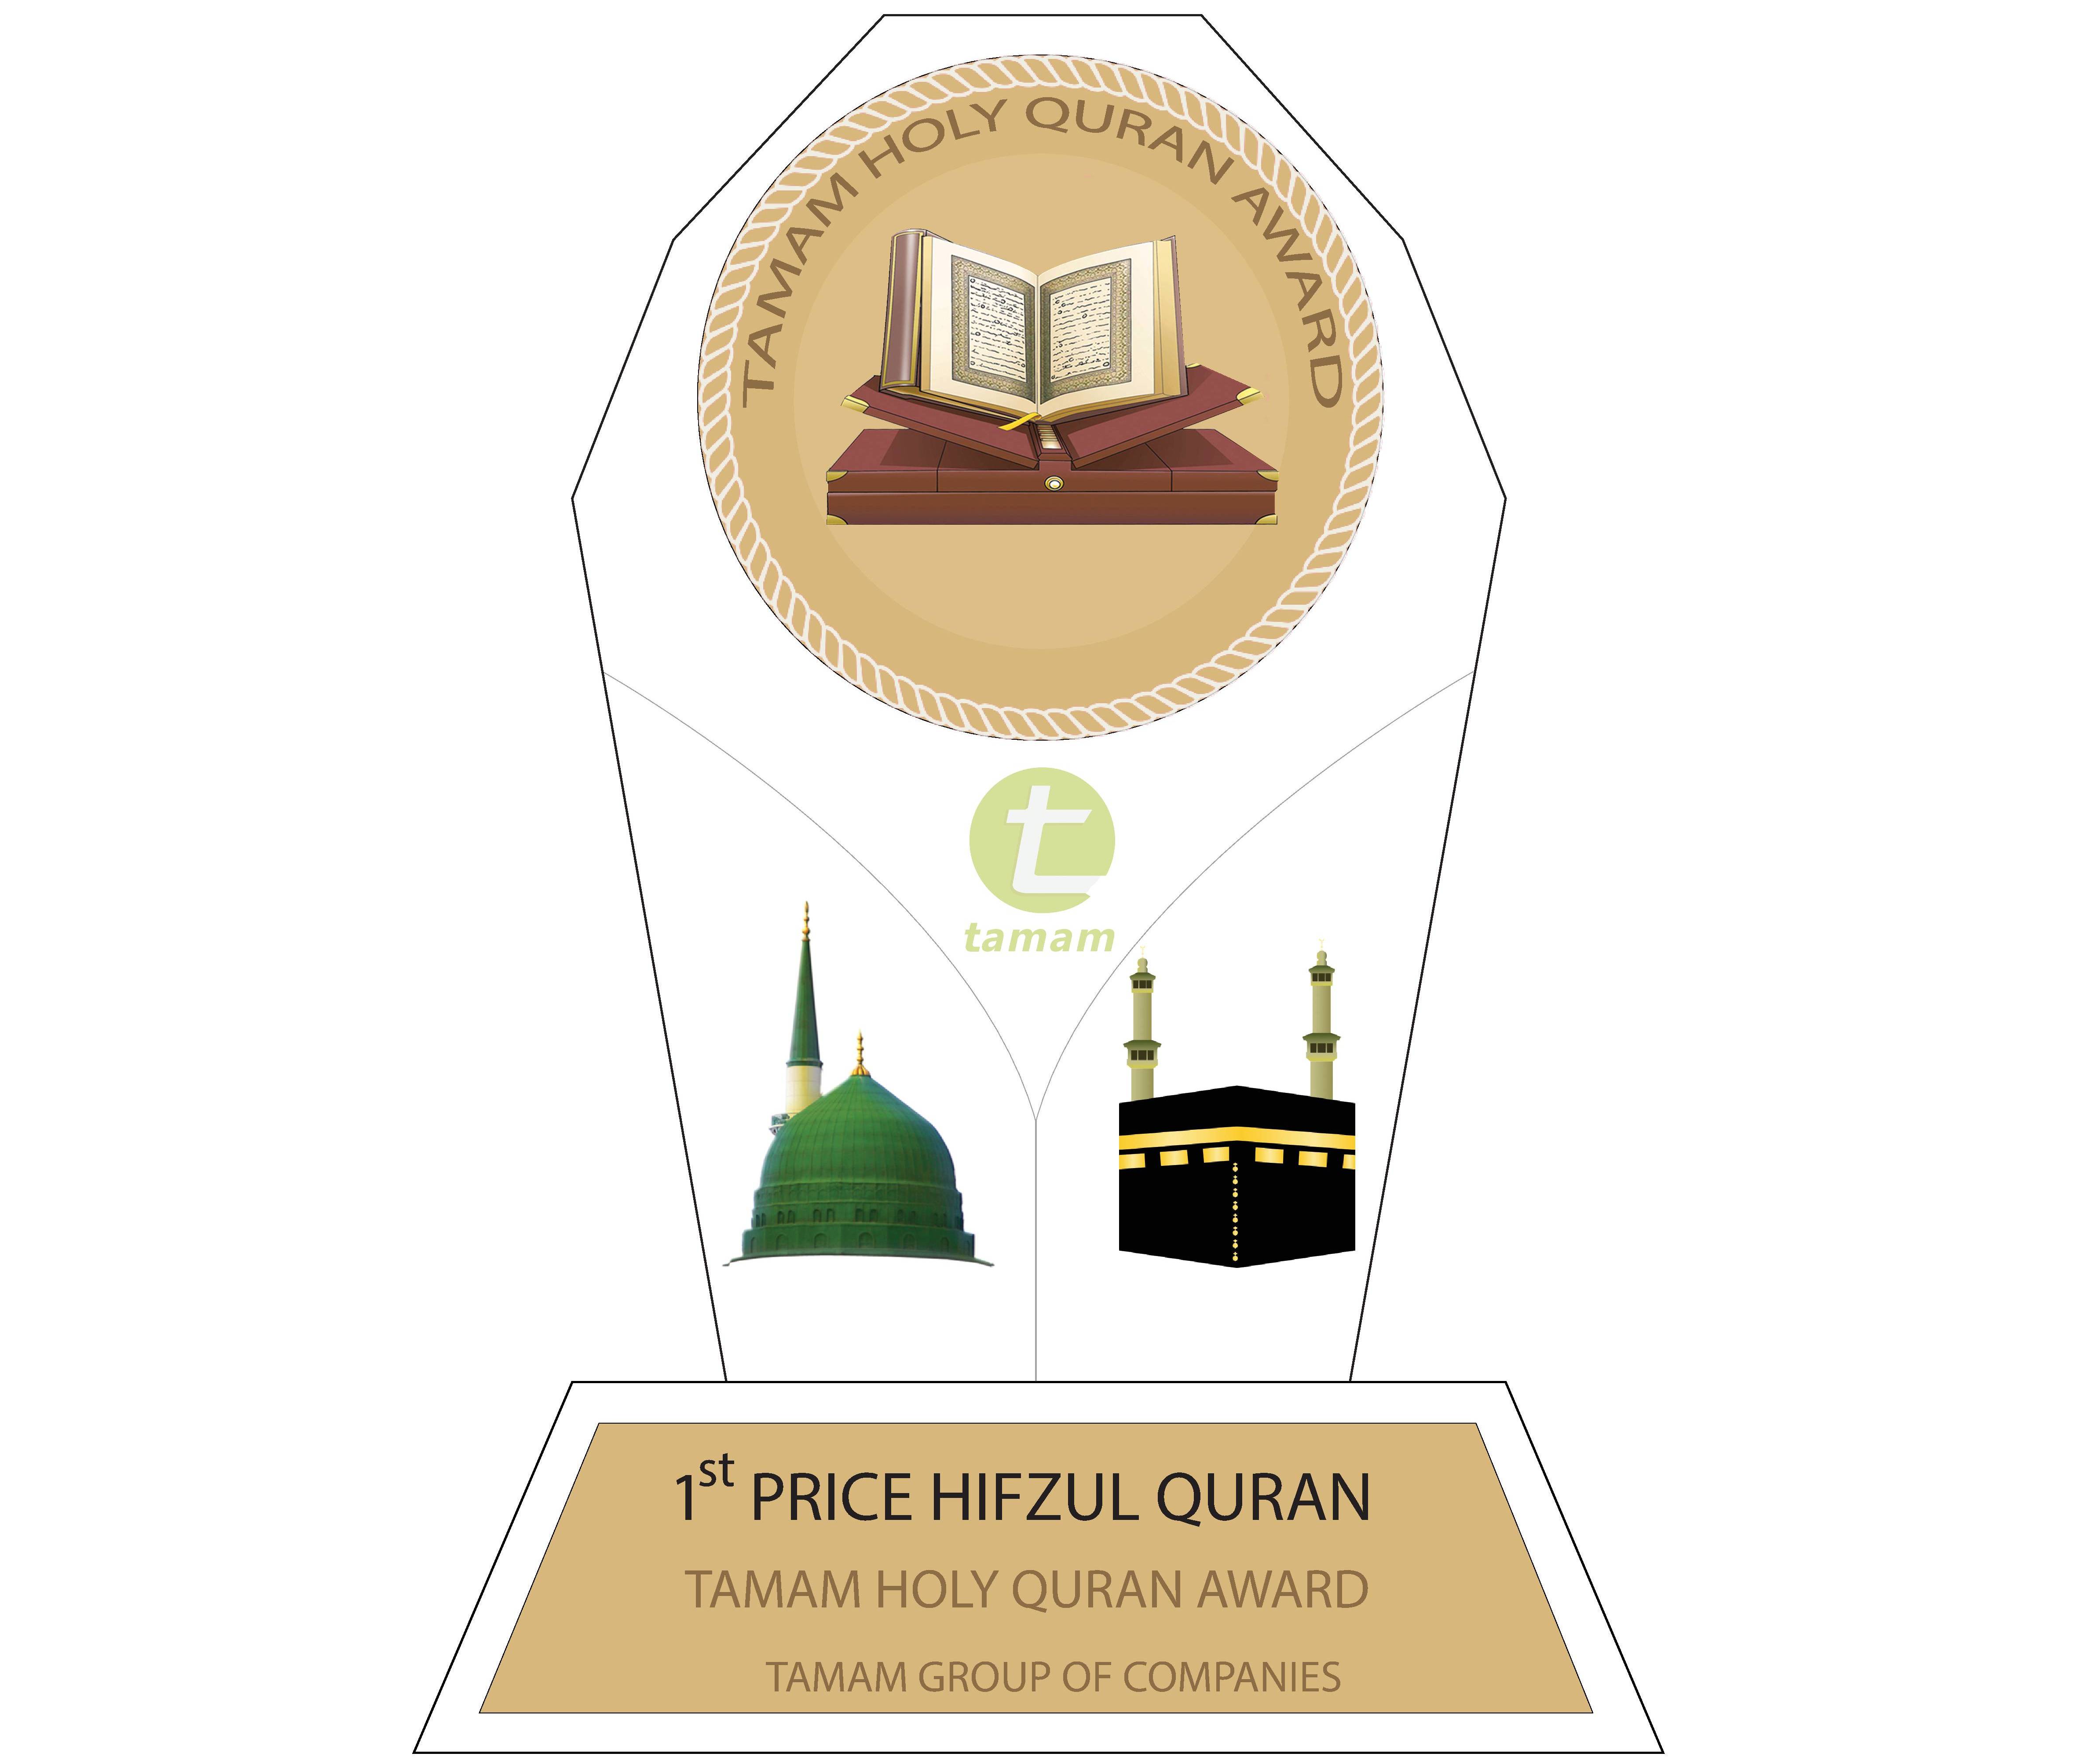 TAMAM HOLY QURAN AWARD
t
tamam
1st PRICE HIFZUL QURAN
TAMAM HOLY QURAN AWARD
TAMAM GROUP OF COMPANIES